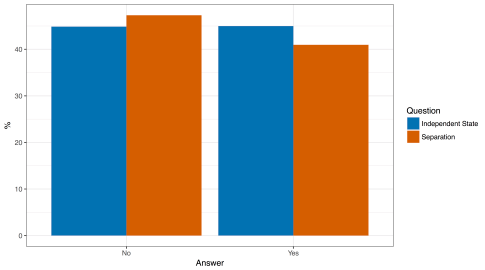 %
40
30
20
10
0
No Yes
Answer
Question
Independent State
Separation